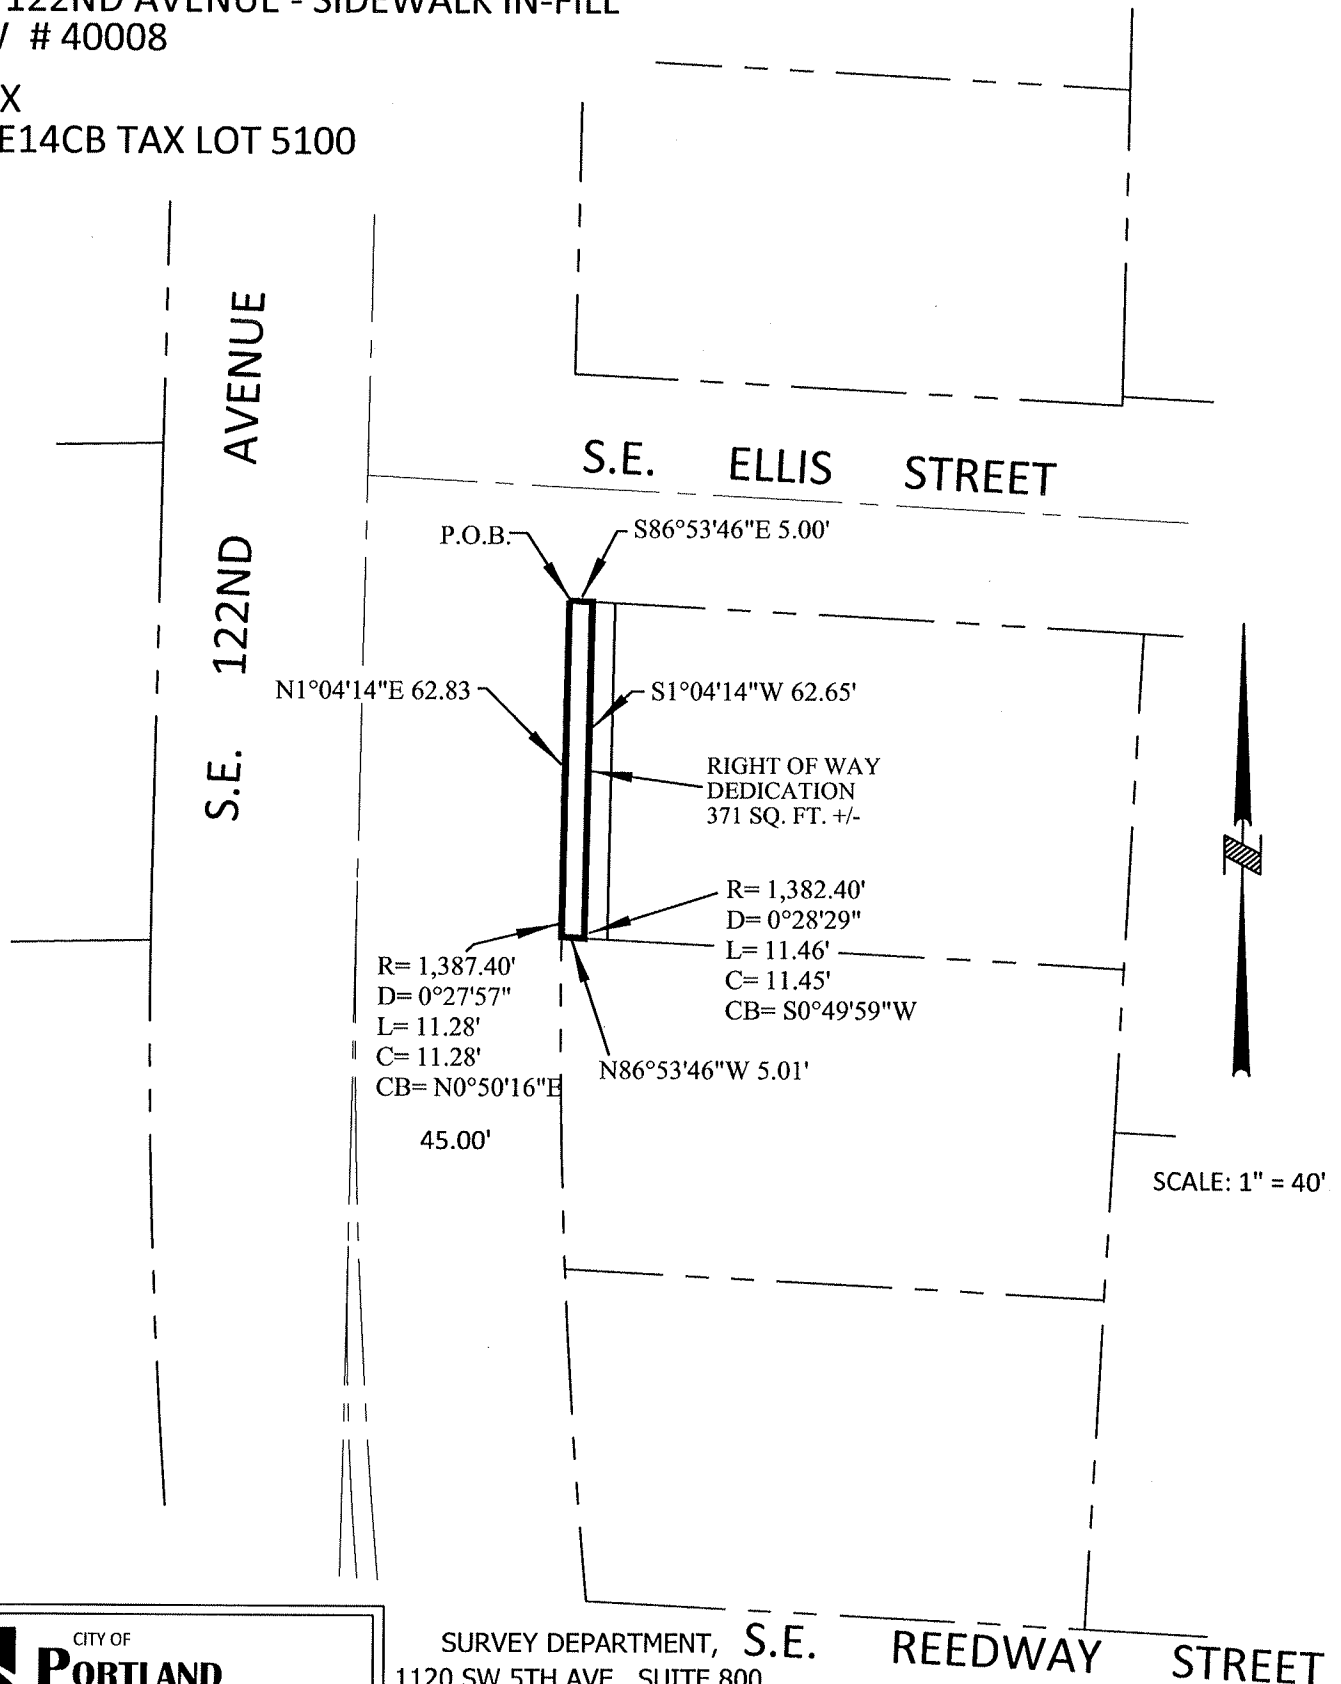 122ND AVENUE - SIDEWALK IN-FILL
# 40008
X
E14CB TAX LOT 5100
S.E. 122ND AVENUE
S.E. ELLIS STREET
P.O.B.
S86°53'46"E 5.00'
N1°04'14"E 62.83
S1°04'14"W 62.65'
RIGHT OF WAY
DEDICATION
371 SQ. FT. +/-
R= 1,382.40'
D= 0°28'29"
L= 11.46'
C= 11.45'
CB= S0°49'59"W
R= 1,387.40'
D= 0°27'57"
L= 11.28'
C= 11.28'
CB= N0°50'16"E
N86°53'46"W 5.01'
45.00'
SCALE: 1" = 40'
CITY OF
PORTLAND
SURVEY DEPARTMENT,
1120 SW 5TH AVE, SUITE 800
S.E. REEDWAY STREET